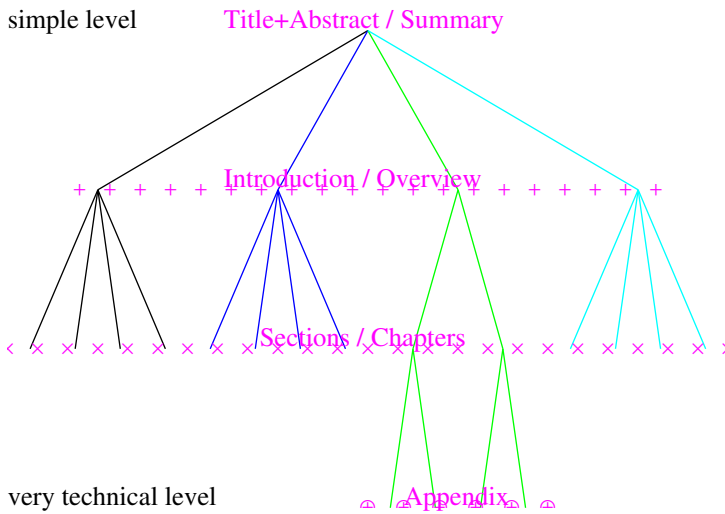 simple level
Title+Abstract / Summary
Introduction / Overview
Sections / Chapters
very technical level
Appendix